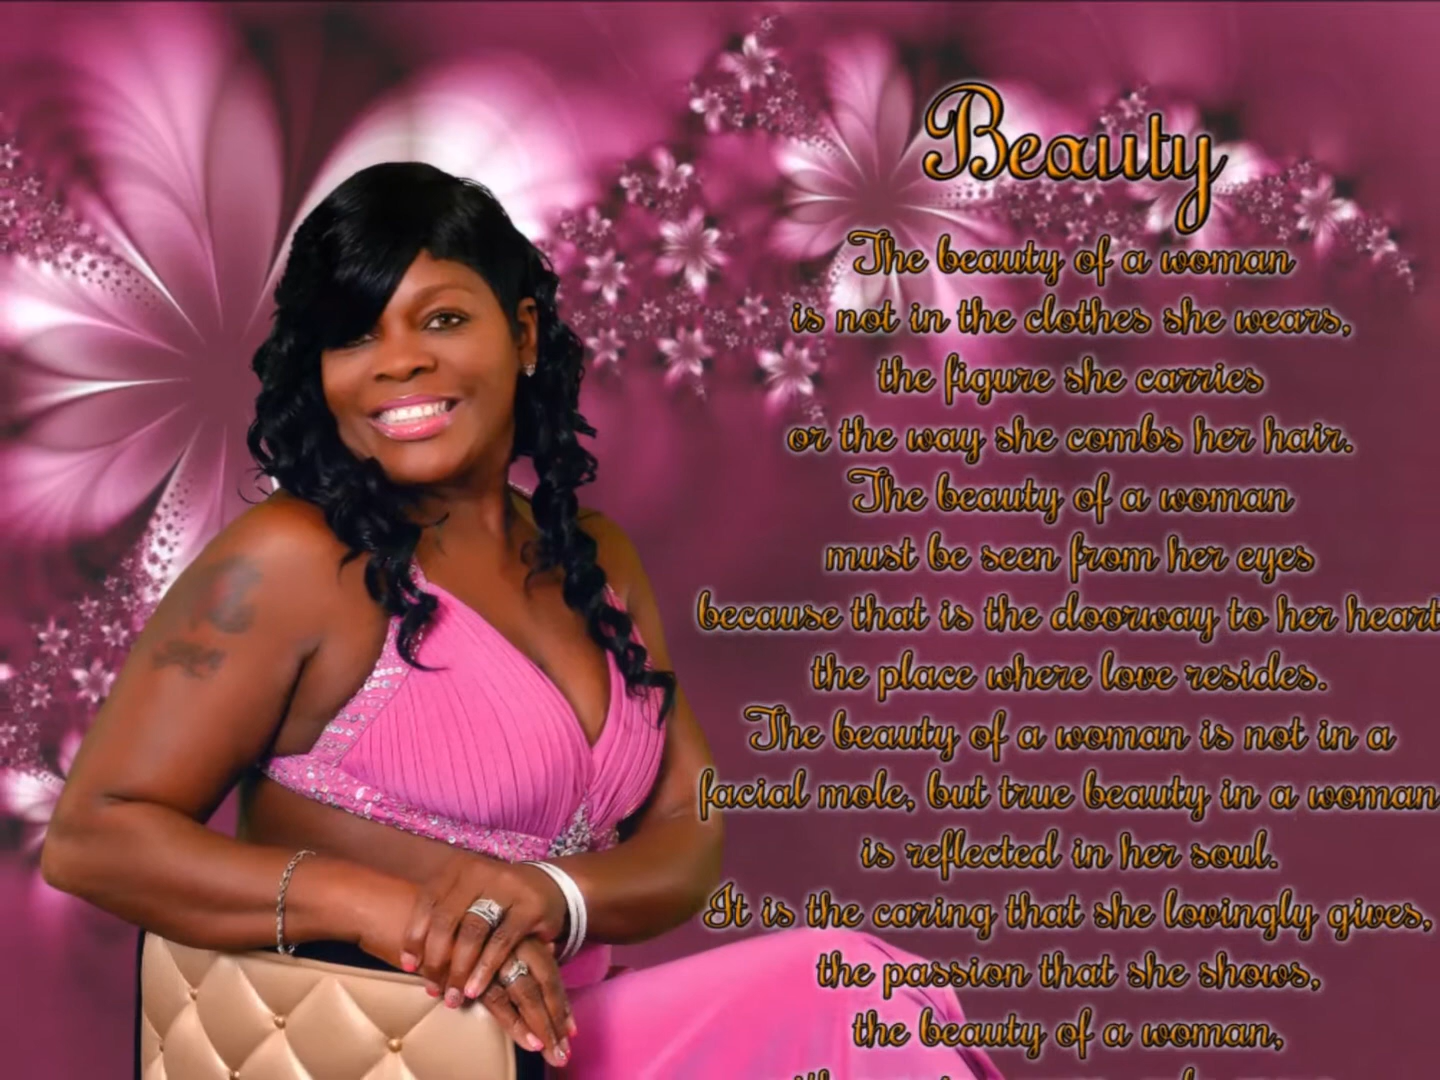 Beauty
The beauty of a woman
is not in the clothes she wears,
the figure she carries
or the way she combs her hair.
The beauty of a woman
must be seen from her eyes
because that is the doorway to her heart
the place where love resides.
The beauty of a woman is not in a
facial mole, but true beauty in a woman
is reflected in her soul.
It is the caring that she lovingly gives,
the passion that she shows,
the beauty of a woman,